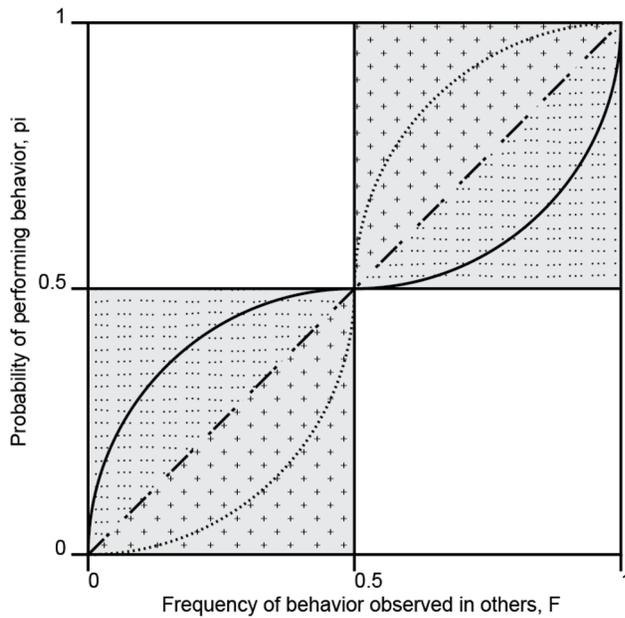 1
Probability of performing behavior, pi
0.5
0
0
0.5
Frequency of behavior observed in others, F